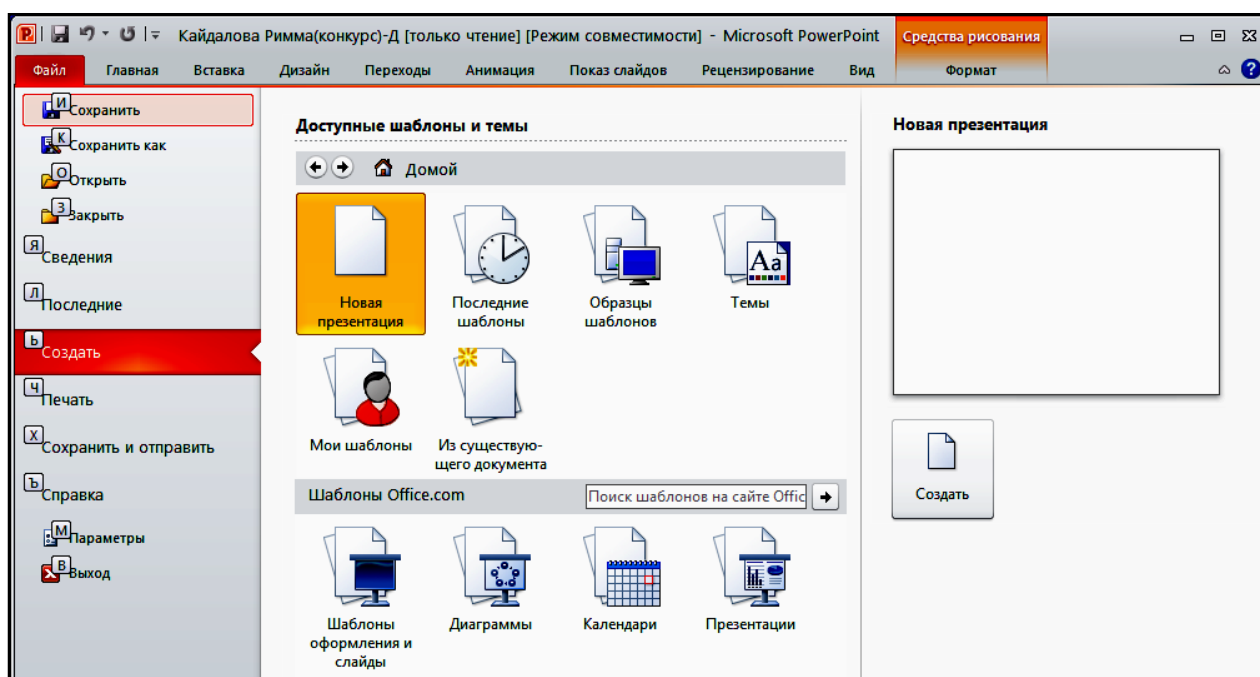 Кайдалова Римма(конкурс)-Д [только чтение] [Режим совместимости] - Microsoft PowerPoint
Средства рисования
Файл Главная Вставка Дизайн Переходы Анимация Показ слайдов Рецензирование Вид Формат
И Сохранить
К Сохранить как
О Открыть
З Закрыть
Я Сведения
Л Последние
Ь Создать
Ч Печать
Х Сохранить и отправить
Ъ Справка
М Параметры
В Выход
Доступные шаблоны и темы
Домой
Новая
презентация
Последние
шаблоны
Образцы
шаблонов
Aa
Темы
Мои шаблоны
Из существую-
щего документа
Шаблоны Office.com
Поиск шаблонов на сайте Offic
Шаблоны
оформления и
слайды
Диаграммы
Календари
Презентации
Новая презентация
Создать